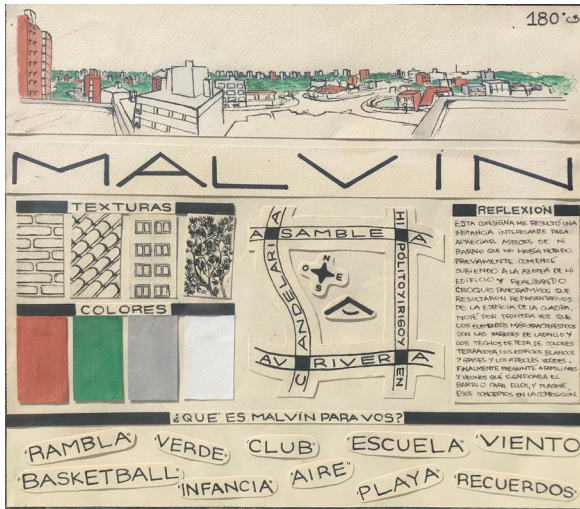 180°
MALVIN
TEXTURAS
COLORES
ASAMBLEA
CANDELARIA
HIPOLITO YIRIGOYEN
AV RIVERA
N
O E
S
REFLEXION
ESTA CONSIGNA ME RESULTÓ UNA
INSTANCIA INTERESANTE PARA
APRECIAR ASPECTOS DE MI
BARRIO QUE NO HABÍA NOTADO
PREVIAMENTE. COMENCÉ
SUBIENDO A LA AZOTEA DE MI
EDIFICIO Y REALIZANDO
CROQUIS PANORÁMICOS QUE
RESULTARON REPRESENTATIVOS
DE LA ESENCIA DE LA CUADRA.
NOTÉ POR PRIMERA VEZ QUE
LOS ELEMENTOS MÁS CARACTERÍSTICOS
SON LAS PAREDES DE LADRILLO Y
LOS TECHOS DE TEJA, DE COLORES
TERRACOTA, LOS EDIFICIOS BLANCOS
Y GRISES Y LOS ÁRBOLES VERDES.
FINALMENTE PREGUNTÉ A FAMILIARES
Y VECINOS QUE SIGNIFICABA EL
BARRIO PARA ELLOS, Y PLASMÉ
ESOS CONCEPTOS EN LA COMPOSICIÓN.
¿QUÉ ES MALVÍN PARA VOS?
"RAMBLA" "VERDE" "CLUB" "ESCUELA" "VIENTO
"BASKETBALL" "INFANCIA" "AIRE" "PLAYA" "RECUERDOS"